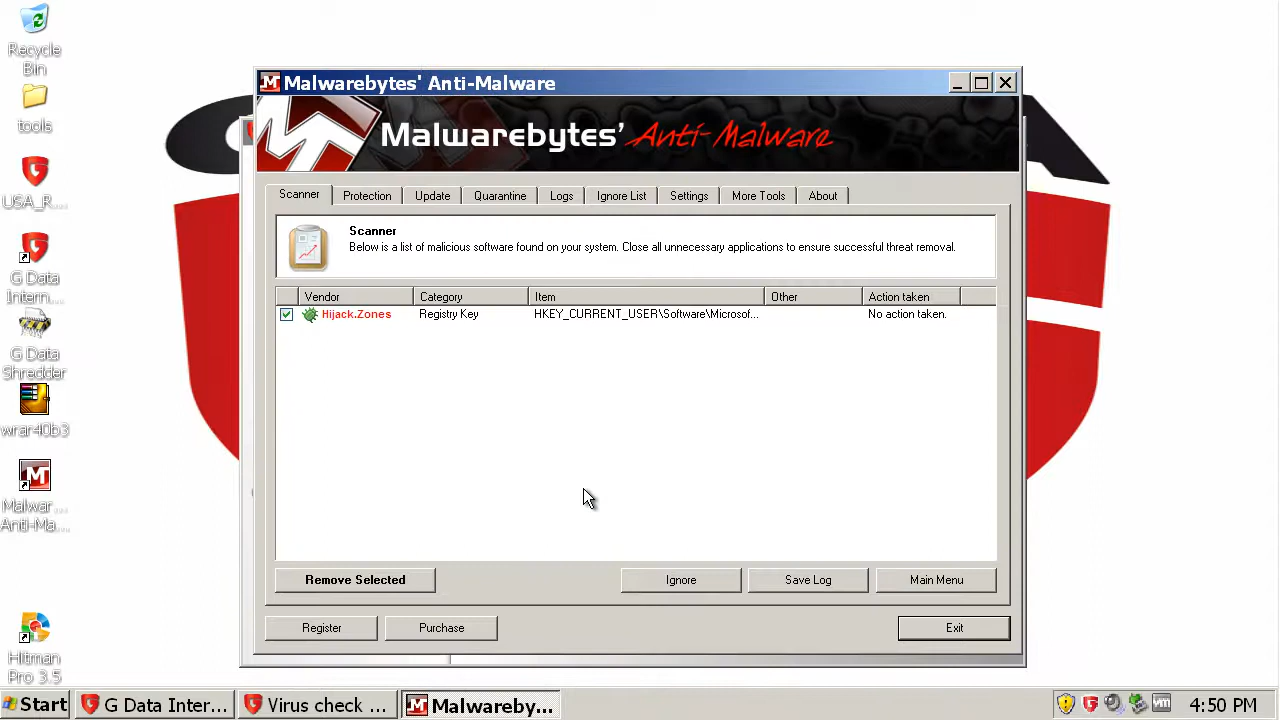 Recycle
Bin
tools
USA_R...
G Data
Intern...
G Data
Shredder
wrar40b3
Malwar...
Anti-Ma...
Hitman
Pro 3.5
Malwarebytes' Anti-Malware
Malwarebytes' Anti-Malware
Scanner Protection Update Quarantine Logs Ignore List Settings More Tools About
Scanner
Below is a list of malicious software found on your system. Close all unnecessary applications to ensure successful threat removal.
Vendor Category Item Other Action taken
Hijack.Zones Registry Key HKEY_CURRENT_USER\Software\Microsof... No action taken.
Remove Selected Ignore Save Log Main Menu
Register Purchase Exit
Start G Data Inter... Virus check ... Malwareby... vm 4:50 PM